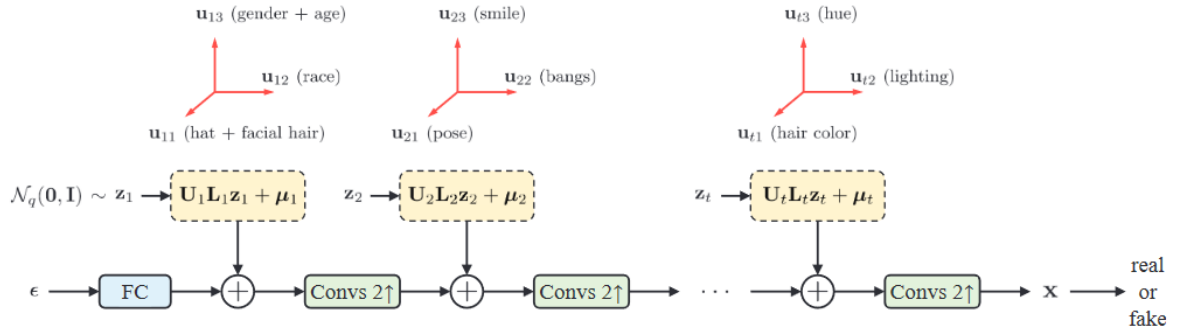 u₁₃ (gender + age)
u₁₂ (race)
u₁₁ (hat + facial hair)
u₂₃ (smile)
u₂₂ (bangs)
u₂₁ (pose)
uₜ₃ (hue)
uₜ₂ (lighting)
uₜ₁ (hair color)
𝒩_q(0, I) ∼ z₁
U₁L₁z₁ + μ₁
z₂
U₂L₂z₂ + μ₂
zₜ
UₜLₜzₜ + μₜ
ϵ
FC
+
Convs 2↑
+
Convs 2↑
· · ·
+
Convs 2↑
x
real
or
fake